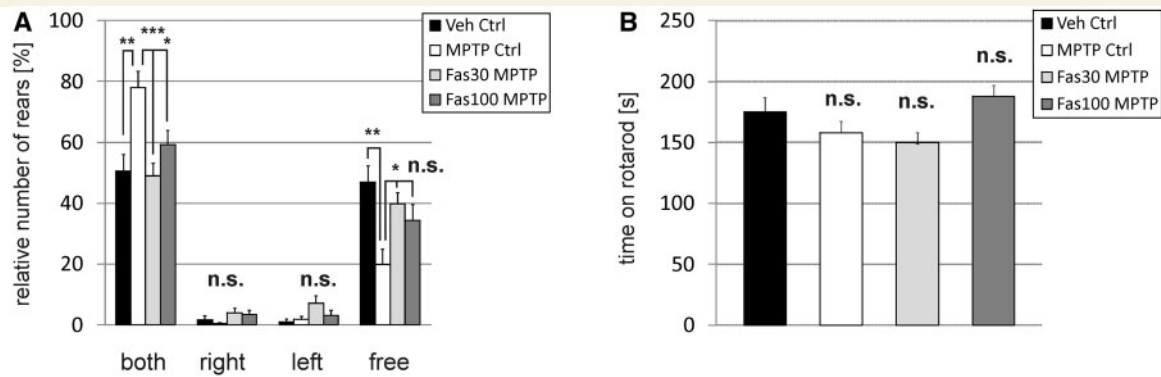 A
relative number of rears [%]
100
80
60
40
20
0
** *** *
n.s.
n.s.
** * n.s.
both right left free
Veh Ctrl
MPTP Ctrl
Fas30 MPTP
Fas100 MPTP
B
time on rotarod [s]
250
200
150
100
50
0
n.s.
n.s.
n.s.
Veh Ctrl
MPTP Ctrl
Fas30 MPTP
Fas100 MPTP